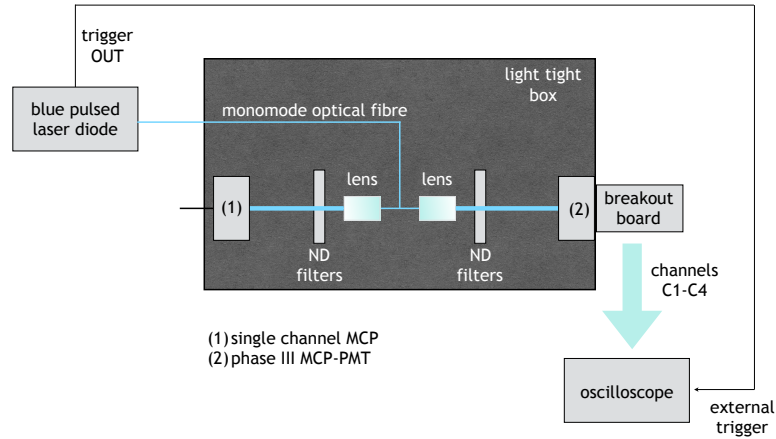 trigger
OUT
blue pulsed
laser diode
light tight
box
monomode optical fibre
lens
lens
(1)
(2)
breakout
board
ND
filters
ND
filters
channels
C1-C4
(1) single channel MCP
(2) phase III MCP-PMT
oscilloscope
external
trigger